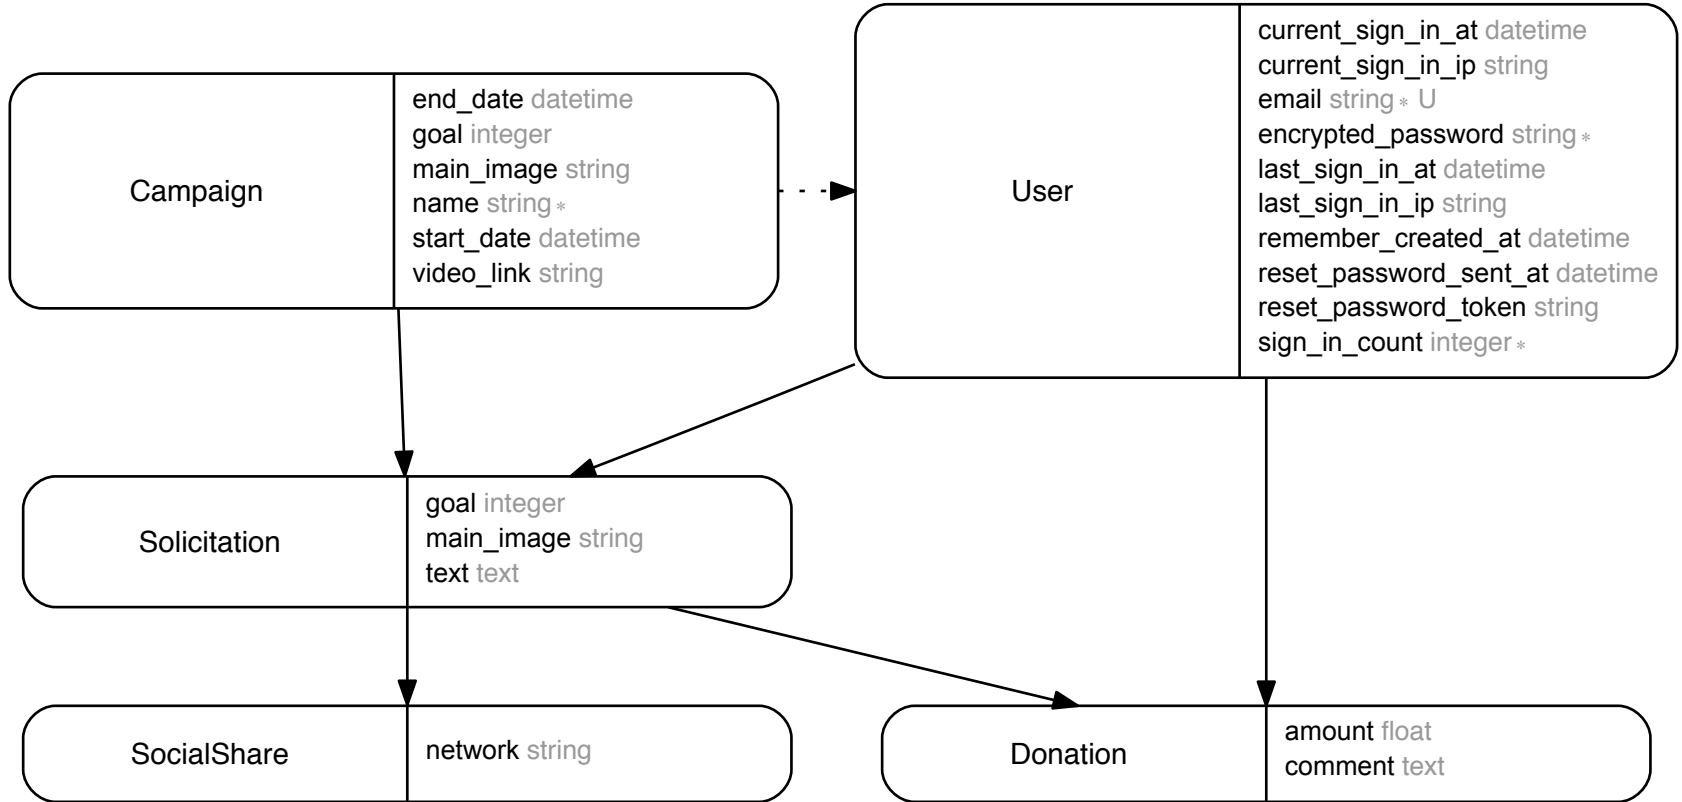 Campaign
end_date datetime
goal integer
main_image string
name string *
start_date datetime
video_link string
User
current_sign_in_at datetime
current_sign_in_ip string
email string * U
encrypted_password string *
last_sign_in_at datetime
last_sign_in_ip string
remember_created_at datetime
reset_password_sent_at datetime
reset_password_token string
sign_in_count integer *
Solicitation
goal integer
main_image string
text text
SocialShare
network string
Donation
amount float
comment text